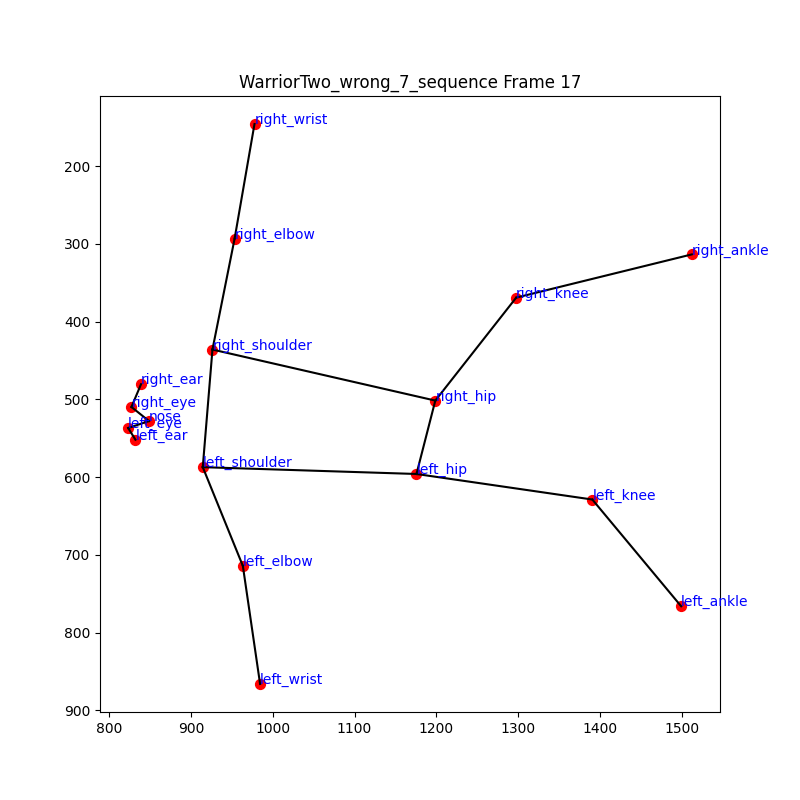 WarriorTwo_wrong_7_sequence Frame 17
right_wrist
right_elbow
right_ankle
right_knee
right_shoulder
right_ear
right_hip
right_eye
nose
left_eye
left_ear
left_shoulder
left_hip
left_knee
left_elbow
left_ankle
left_wrist
200
300
400
500
600
700
800
900
800 900 1000 1100 1200 1300 1400 1500